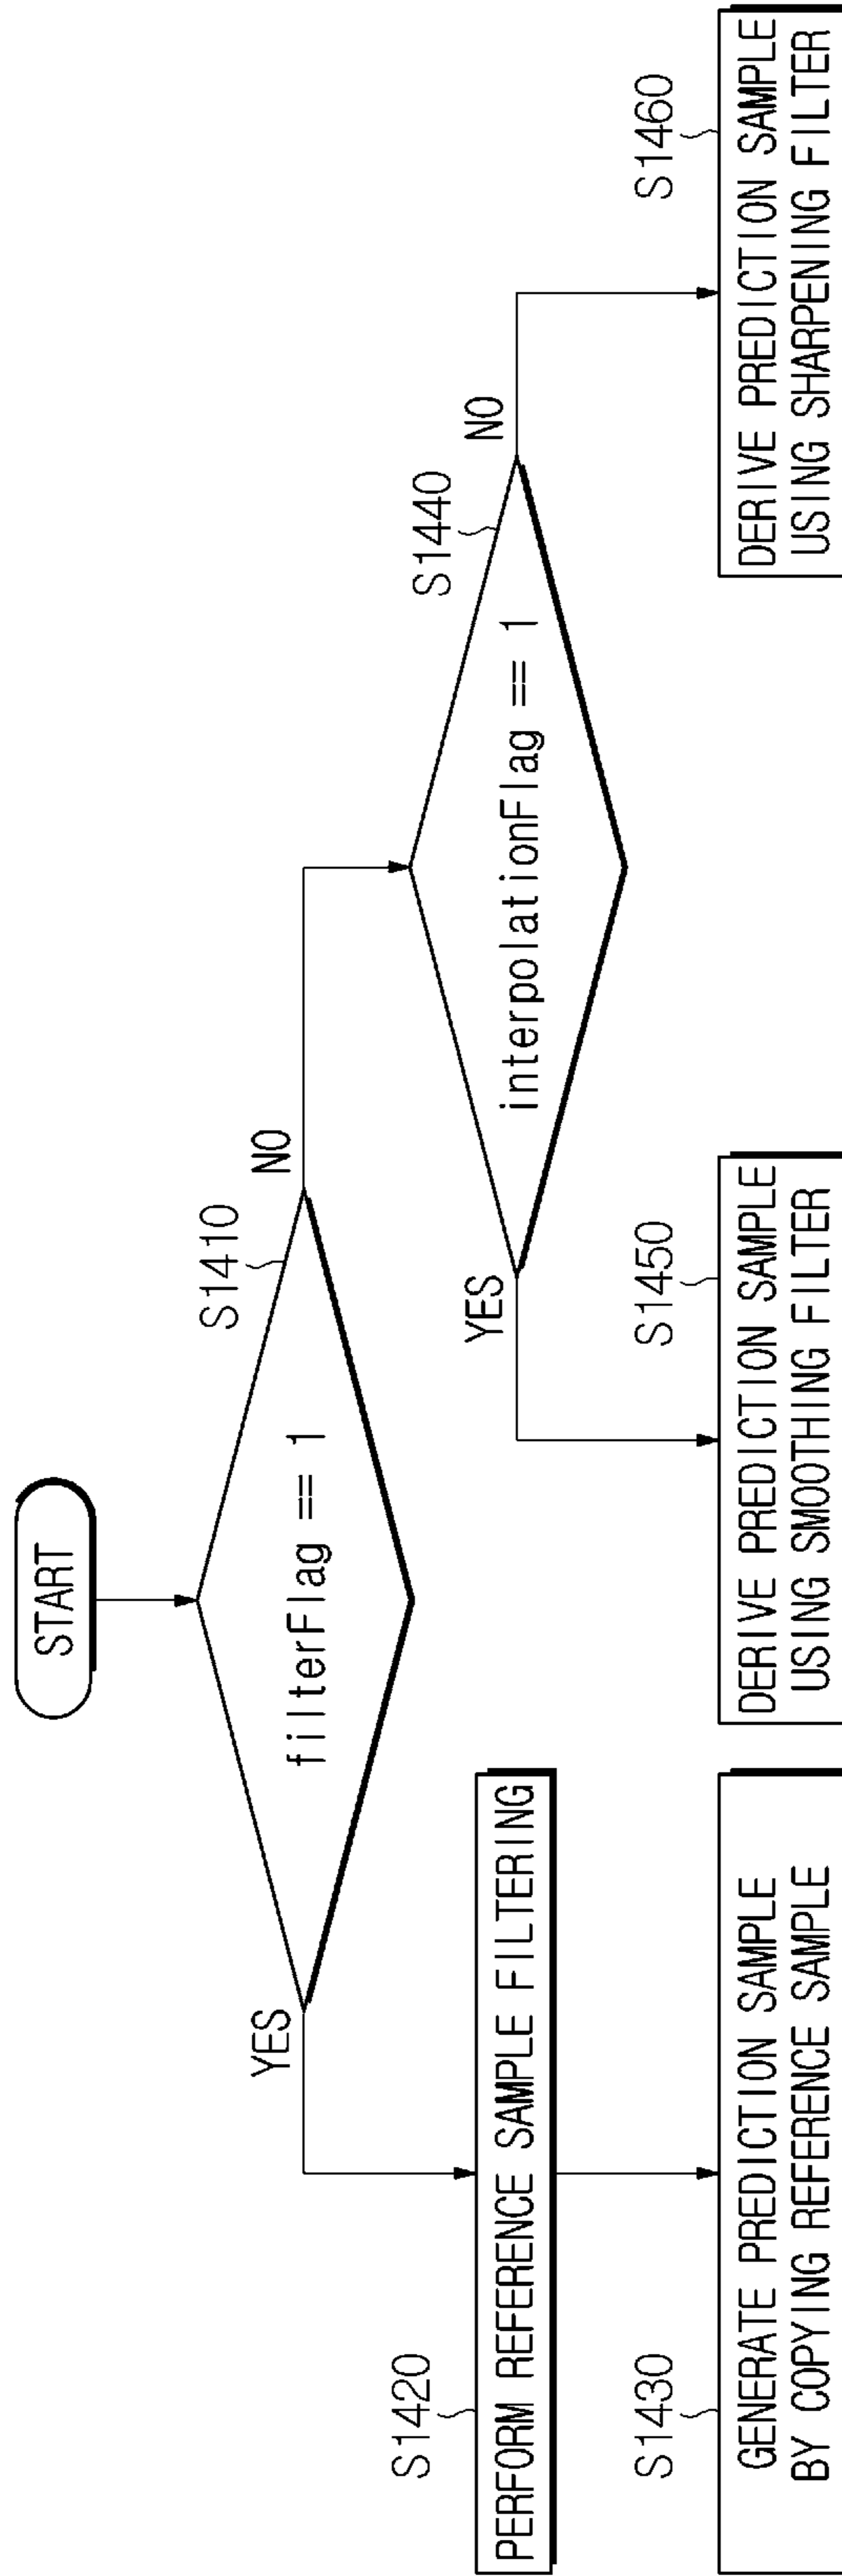 START
S1410
filterFlag == 1
YES
NO
S1420
PERFORM REFERENCE SAMPLE FILTERING
S1440
interpolationFlag == 1
YES
NO
S1430
GENERATE PREDICTION SAMPLE
BY COPYING REFERENCE SAMPLE
S1450
DERIVE PREDICTION SAMPLE
USING SMOOTHING FILTER
S1460
DERIVE PREDICTION SAMPLE
USING SHARPENING FILTER